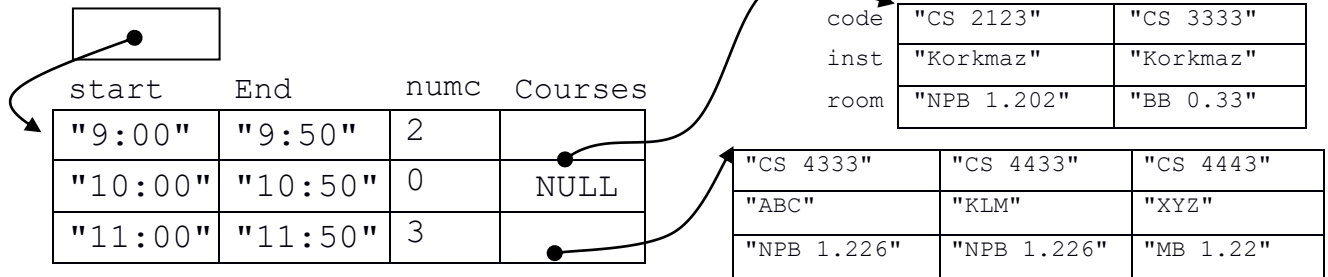 code "CS 2123" "CS 3333"
inst "Korkmaz" "Korkmaz"
room "NPB 1.202" "BB 0.33"
start End numc Courses
"9:00" "9:50" 2
"10:00" "10:50" 0 NULL
"11:00" "11:50" 3
"CS 4333" "CS 4433" "CS 4443"
"ABC" "KLM" "XYZ"
"NPB 1.226" "NPB 1.226" "MB 1.22"